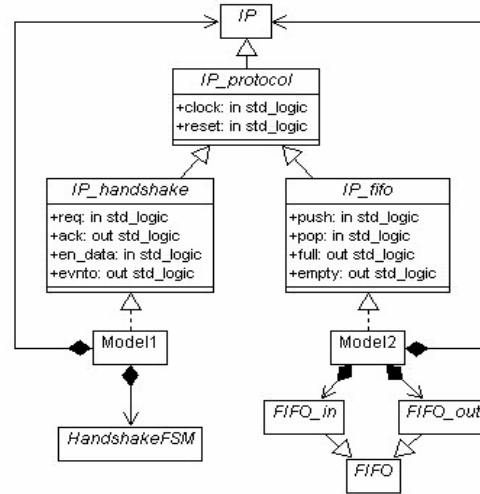 IP
IP_protocol
+clock: in std_logic
+reset: in std_logic
IP_handshake
+req: in std_logic
+ack: out std_logic
+en_data: in std_logic
+evnto: out std_logic
IP_fifo
+push: in std_logic
+pop: in std_logic
+full: out std_logic
+empty: out std_logic
Model1
Model2
FIFO_in
FIFO_out
HandshakeFSM
FIFO